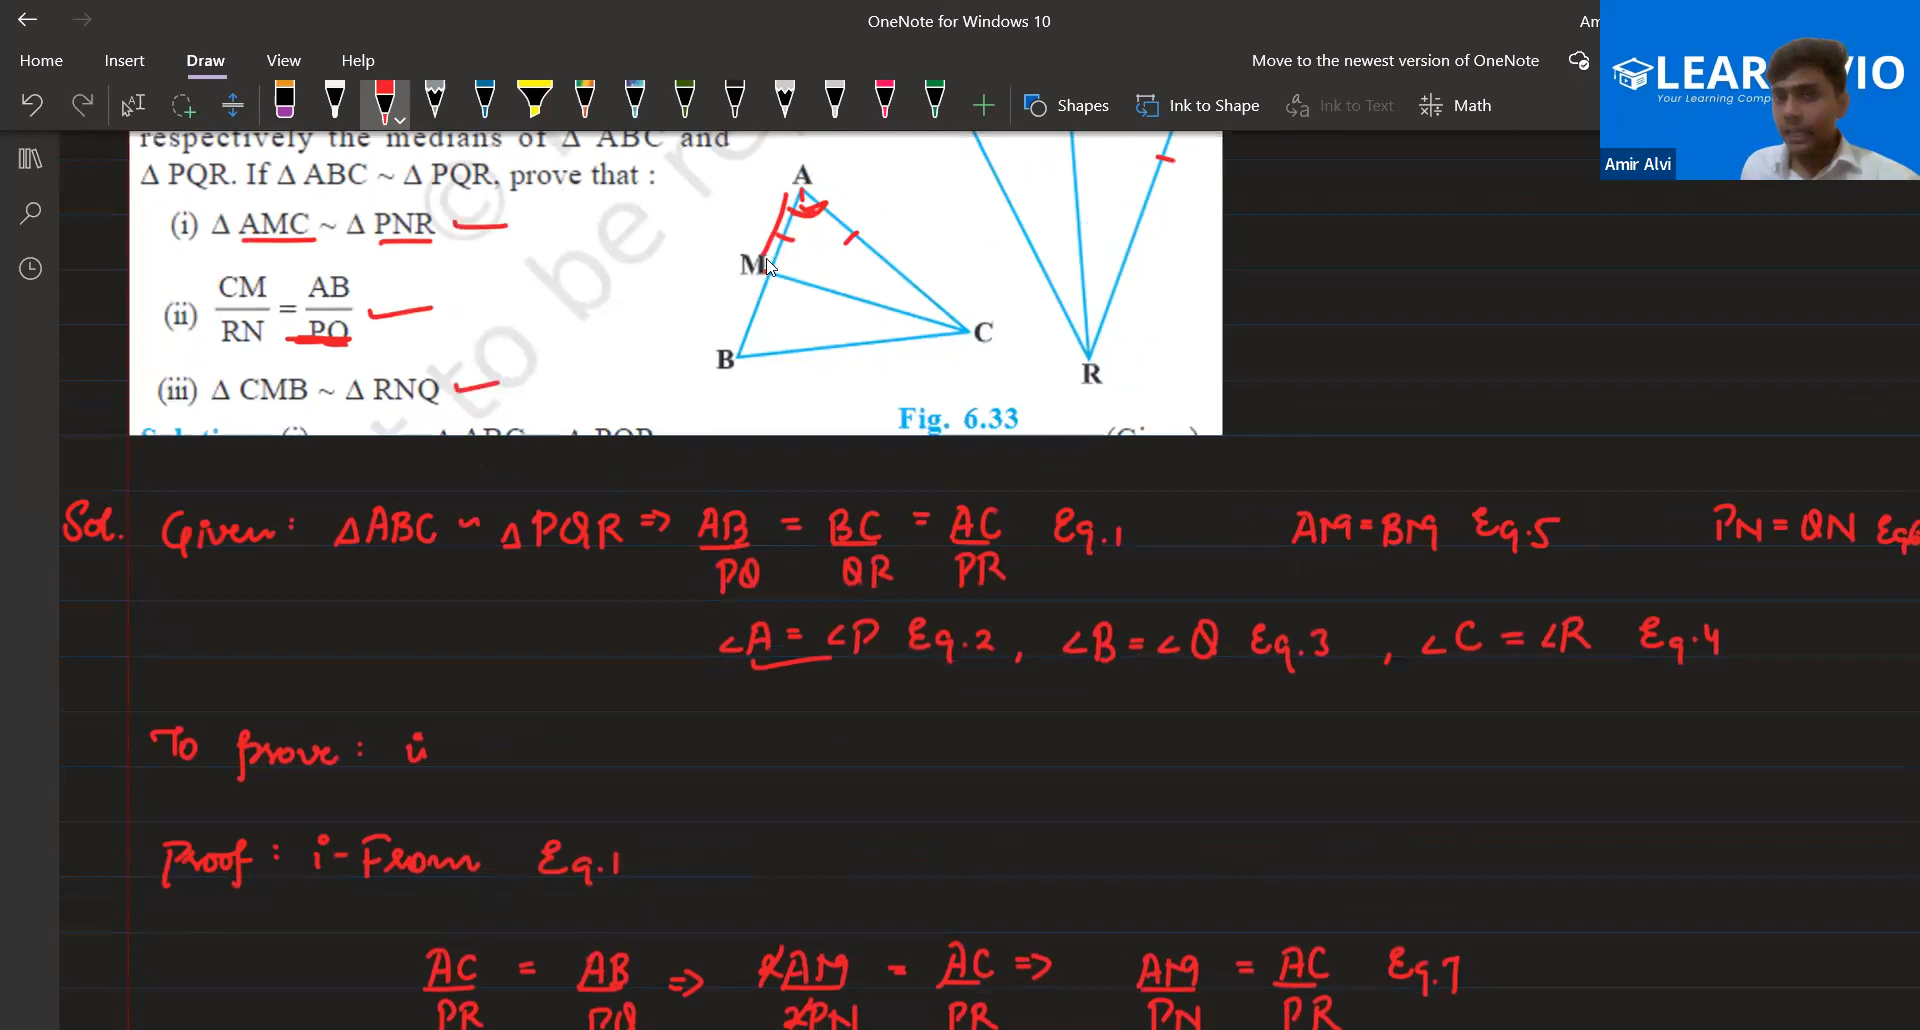 OneNote for Windows 10
Home Insert Draw View Help
Move to the newest version of OneNote
Shapes Ink to Shape Ink to Text Math
Your Learning Comp
Amir Alvi
respectively the medians of Δ ABC and
Δ PQR. If Δ ABC ~ Δ PQR, prove that :
(i) Δ AMC ~ Δ PNR
(ii) CM/RN = AB/PQ
(iii) Δ CMB ~ Δ RNQ
A
M
B
C
R
Fig. 6.33
Sol. Given: ΔABC ~ ΔPQR => AB/PQ = BC/QR = AC/PR Eq.1 AM=BM Eq.5 PN=QN Eq6
∠A = ∠P Eq.2, ∠B = ∠Q Eq.3, ∠C = ∠R Eq.4
To prove: ii
Proof: i- From Eq.1
AC/PR = AB/PQ => 2AM/2PN = AC/PR => AM/PN = AC/PR Eq.7